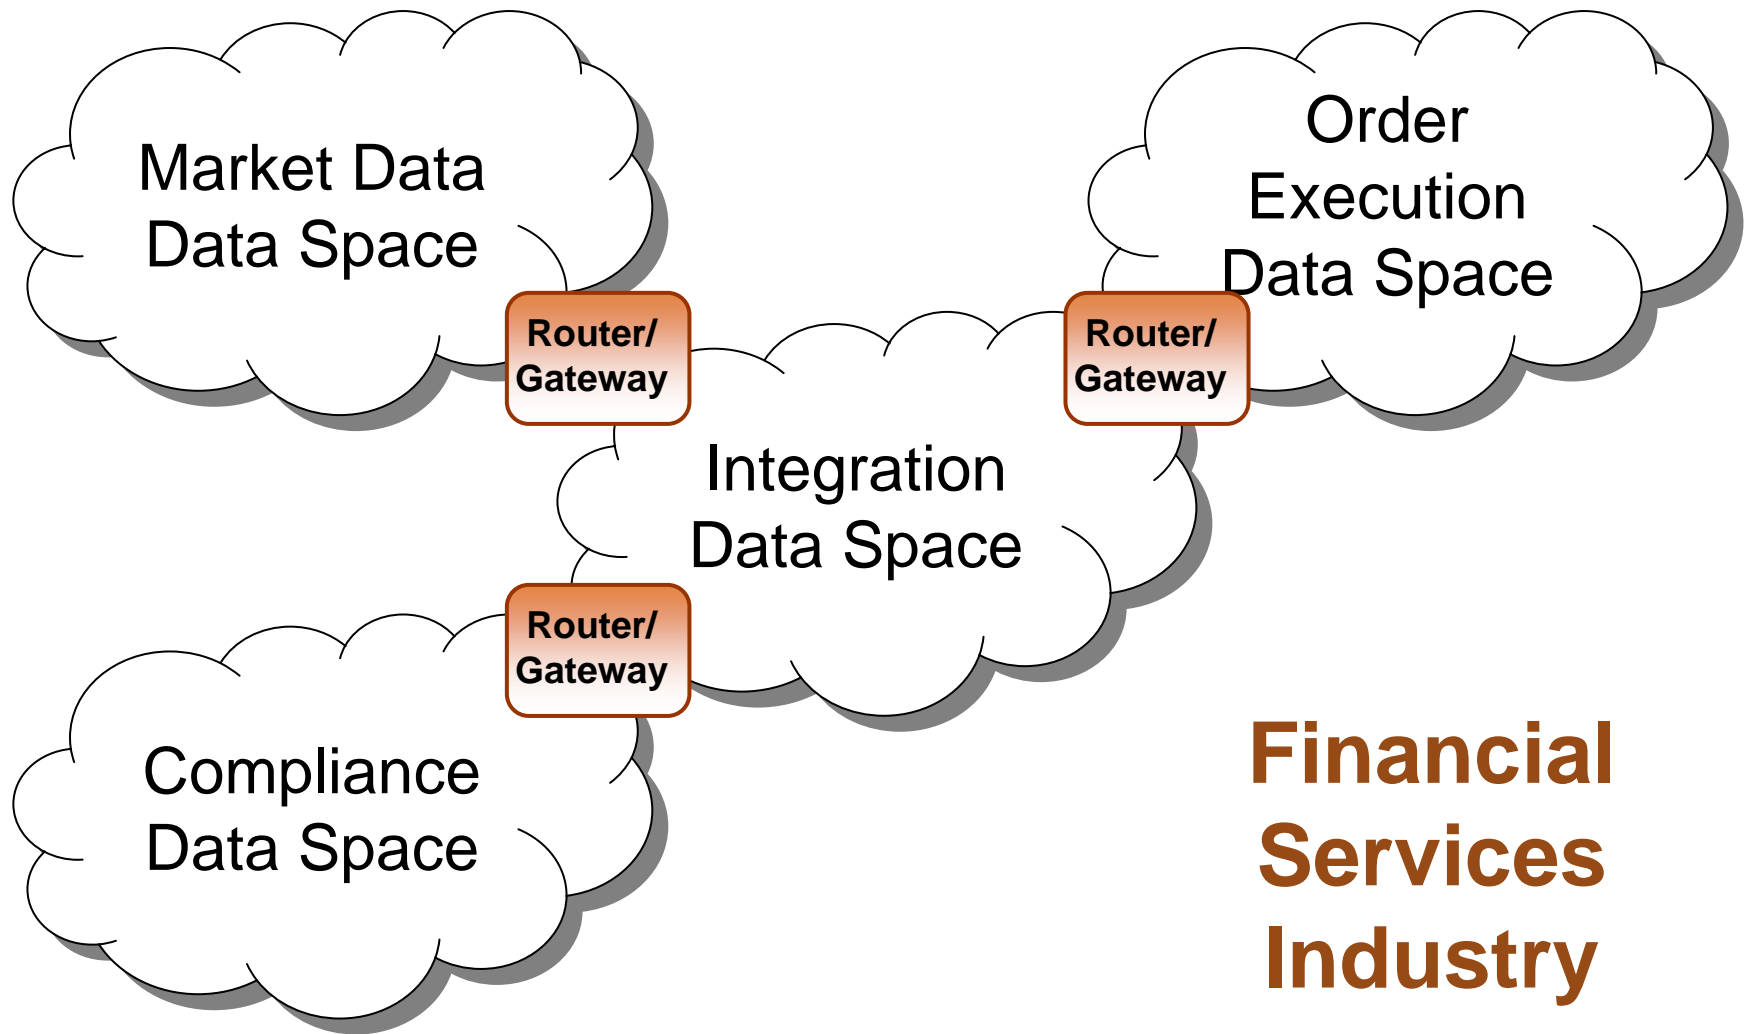 Market Data
Data Space
Order
Execution
Data Space
Router/
Gateway
Router/
Gateway
Integration
Data Space
Router/
Gateway
Compliance
Data Space
Financial
Services
Industry